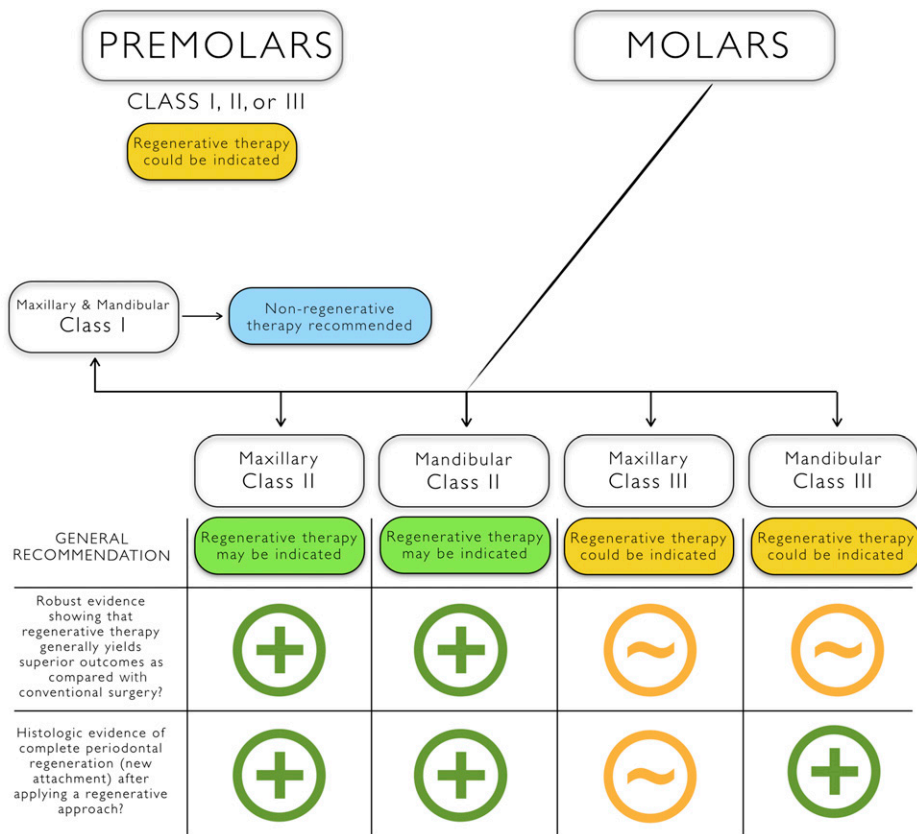 PREMOLARS
CLASS I, II, or III
Regenerative therapy
could be indicated
MOLARS
Maxillary & Mandibular
Class I
Non-regenerative
therapy recommended
Maxillary
Class II
Mandibular
Class II
Maxillary
Class III
Mandibular
Class III
GENERAL
RECOMMENDATION
Regenerative therapy
may be indicated
Regenerative therapy
may be indicated
Regenerative therapy
could be indicated
Regenerative therapy
could be indicated
Robust evidence
showing that
regenerative therapy
generally yields
superior outcomes as
compared with
conventional surgery?
+
+
~
~
Histologic evidence of
complete periodontal
regeneration (new
attachment) after
applying a regenerative
approach?
+
+
~
+